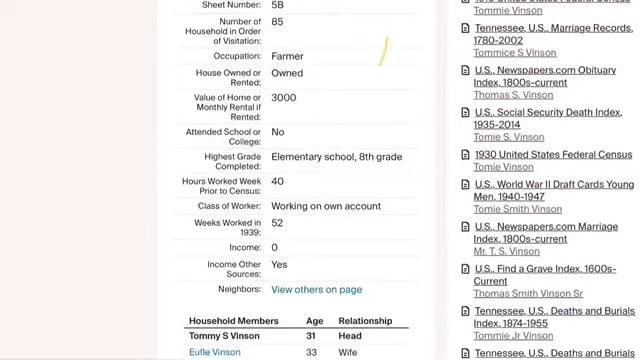 Sheet Number: 5B
Number of Household in Order of Visitation: 85
Occupation: Farmer
House Owned or Rented: Owned
Value of Home or Monthly Rental if Rented: 3000
Attended School or College: No
Highest Grade Completed: Elementary school, 8th grade
Hours Worked Week Prior to Census: 40
Class of Worker: Working on own account
Weeks Worked in 1939: 52
Income: 0
Income Other Sources: Yes
Neighbors: View others on page
Household Members Age Relationship
Tommy S Vinson 31 Head
Eufle Vinson 33 Wife
Tommie Vinson
Tennessee, U.S., Marriage Records, 1780-2002
Tommice S Vinson
U.S., Newspapers.com Obituary Index, 1800s-current
Thomas S. Vinson
U.S., Social Security Death Index, 1935-2014
Tomie S. Vinson
1930 United States Federal Census
Tomie Vinson
U.S., World War II Draft Cards Young Men, 1940-1947
Tomie Smith Vinson
U.S., Newspapers.com Marriage Index, 1800s-current
Mr. T. S. Vinson
U.S., Find a Grave Index, 1600s-Current
Thomas Smith Vinson Sr
Tennessee, U.S., Deaths and Burials Index, 1874-1955
Tommie Jr Vinson
Tennessee, U.S., Deaths and Burials